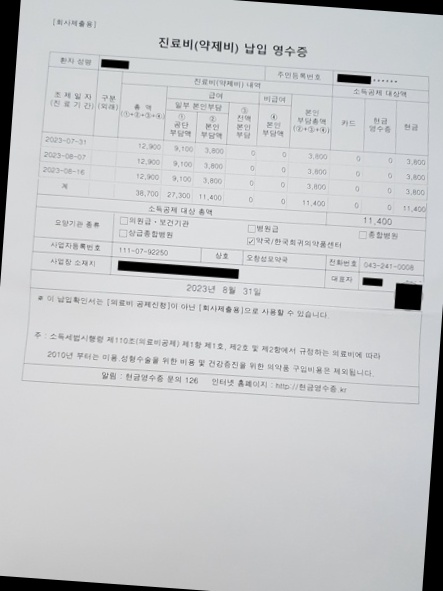 [회사제출용]
진료비(약제비) 납입 영수증
환자 성명 주민등록번호 ******
진료비(약제비) 내역 소득공제 대상액
조 제 일 자 (진 료 기 간) 구분 (외래) 총 액 (①+②+③+④) 급여 비급여 본인 부담총액 (②+③+④) 카드 현금 영수증 현금
일부 본인부담 ③ 전액 본인 부담 ④ 본인 부담액
① 공단 부담액 ② 본인 부담액
2023-07-31 12,900 9,100 3,800 0 0 3,800 0 0 3,800
2023-08-07 12,900 9,100 3,800 0 0 3,800 0 0 3,800
2023-08-16 12,900 9,100 3,800 0 0 3,800 0 0 3,800
계 38,700 27,300 11,400 0 0 11,400 0 0 11,400
소득공제 대상 총액 11,400
요양기관 종류 의원급·보건기관 병원급 종합병원
상급종합병원 약국/한국희귀의약품센터
사업자등록번호 111-07-92250 상호 오창성모약국 전화번호 043-241-0008
사업장 소재지 대표자
2023년 8월 31일
※ 이 납입확인서는 [의료비 공제신청]이 아닌 [회사제출용]으로 사용할 수 있습니다.
주 : 소득세법시행령 제110조(의료비공제) 제1항 제1호, 제2호 및 제2항에서 규정하는 의료비에 따라
2010년 부터는 미용.성형수술을 위한 비용 및 건강증진을 위한 의약품 구입비용은 제외됩니다.
알림 : 현금영수증 문의 126 인터넷 홈페이지 : http://현금영수증.kr